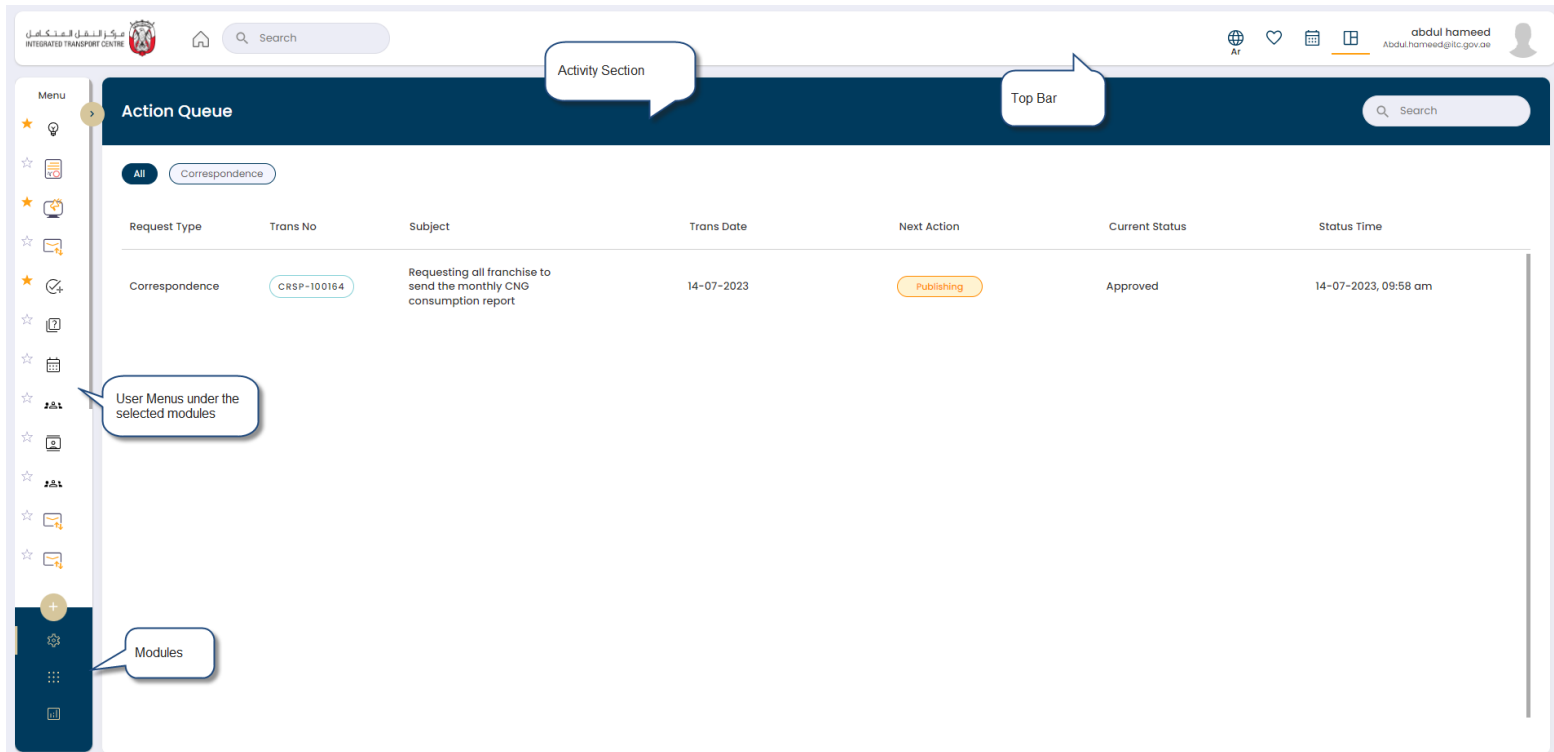 مركز النقل المتكامل
INTEGRATED TRANSPORT CENTRE
Search
Ar
abdul hameed
Abdul.hameed@itc.gov.ae
Activity Section
Top Bar
Menu
Action Queue
Search
All
Correspondence
Request Type
Trans No
Subject
Trans Date
Next Action
Current Status
Status Time
Correspondence
CRSP-100164
Requesting all franchise to
send the monthly CNG
consumption report
14-07-2023
Publishing
Approved
14-07-2023, 09:58 am
User Menus under the
selected modules
Modules